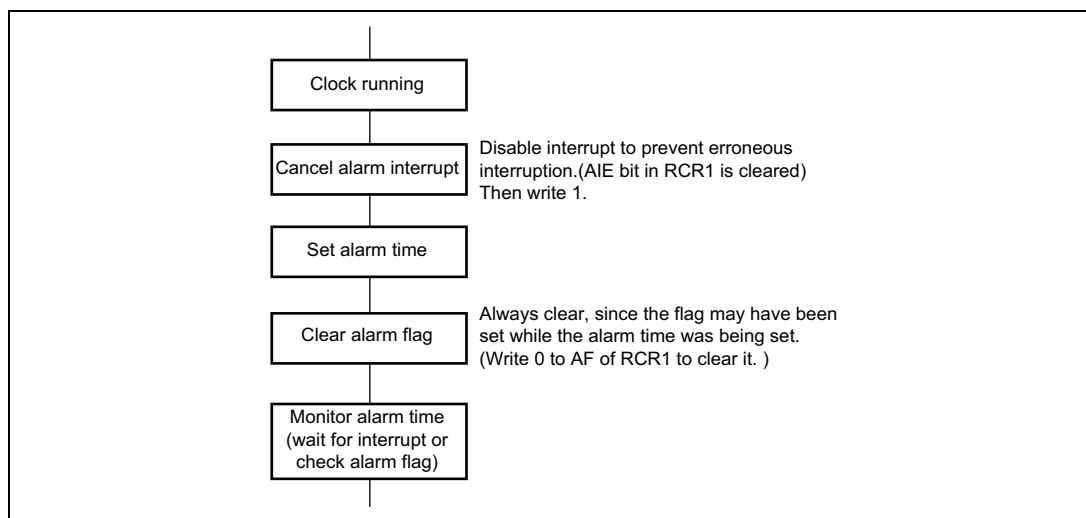 Clock running
Cancel alarm interrupt
Disable interrupt to prevent erroneous
interruption.(AIE bit in RCR1 is cleared)
Then write 1.
Set alarm time
Clear alarm flag
Always clear, since the flag may have been
set while the alarm time was being set.
(Write 0 to AF of RCR1 to clear it. )
Monitor alarm time
(wait for interrupt or
check alarm flag)